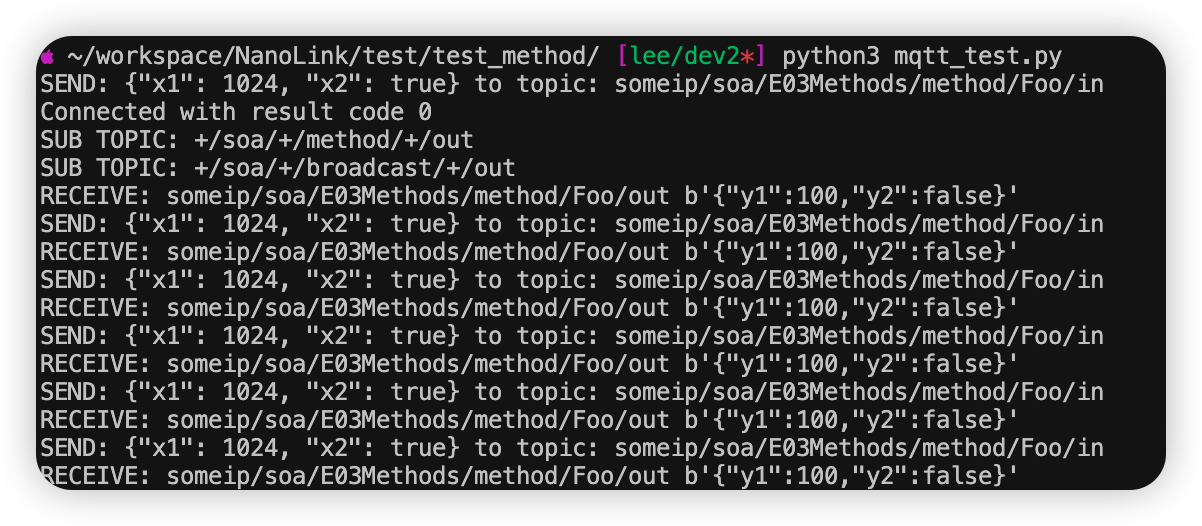 ~/workspace/NanoLink/test/test_method/ [lee/dev2*] python3 mqtt_test.py
SEND: {"x1": 1024, "x2": true} to topic: someip/soa/E03Methods/method/Foo/in
Connected with result code 0
SUB TOPIC: +/soa/+/method/+/out
SUB TOPIC: +/soa/+/broadcast/+/out
RECEIVE: someip/soa/E03Methods/method/Foo/out b'{"y1":100,"y2":false}'
SEND: {"x1": 1024, "x2": true} to topic: someip/soa/E03Methods/method/Foo/in
RECEIVE: someip/soa/E03Methods/method/Foo/out b'{"y1":100,"y2":false}'
SEND: {"x1": 1024, "x2": true} to topic: someip/soa/E03Methods/method/Foo/in
RECEIVE: someip/soa/E03Methods/method/Foo/out b'{"y1":100,"y2":false}'
SEND: {"x1": 1024, "x2": true} to topic: someip/soa/E03Methods/method/Foo/in
RECEIVE: someip/soa/E03Methods/method/Foo/out b'{"y1":100,"y2":false}'
SEND: {"x1": 1024, "x2": true} to topic: someip/soa/E03Methods/method/Foo/in
RECEIVE: someip/soa/E03Methods/method/Foo/out b'{"y1":100,"y2":false}'
SEND: {"x1": 1024, "x2": true} to topic: someip/soa/E03Methods/method/Foo/in
RECEIVE: someip/soa/E03Methods/method/Foo/out b'{"y1":100,"y2":false}'